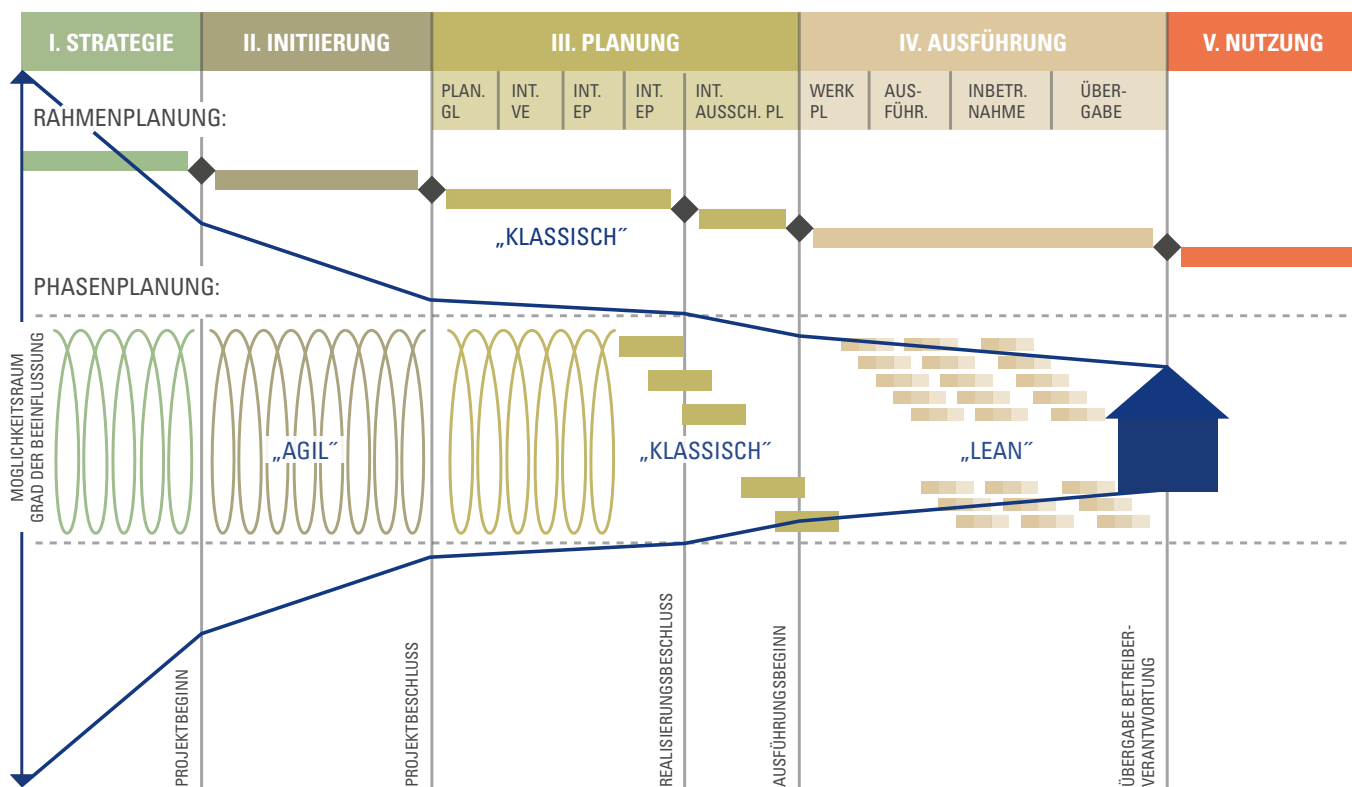 I. STRATEGIE
II. INITIIERUNG
III. PLANUNG
IV. AUSFÜHRUNG
V. NUTZUNG
PLAN.
GL
INT.
VE
INT.
EP
INT.
EP
INT.
AUSSCH. PL
WERK
PL
AUS-
FÜHR.
INBETR.
NAHME
ÜBER-
GABE
RAHMENPLANUNG:
„KLASSISCH“
PHASENPLANUNG:
MÖGLICHKEITSRAUM
GRAD DER BEEINFLUSSUNG
„AGIL“
„KLASSISCH“
„LEAN“
PROJEKTBEGINN
PROJEKTBESCHLUSS
REALISIERUNGSBESCHLUSS
AUSFÜHRUNGSBEGINN
ÜBERGABE BETREIBER-
VERANTWORTUNG